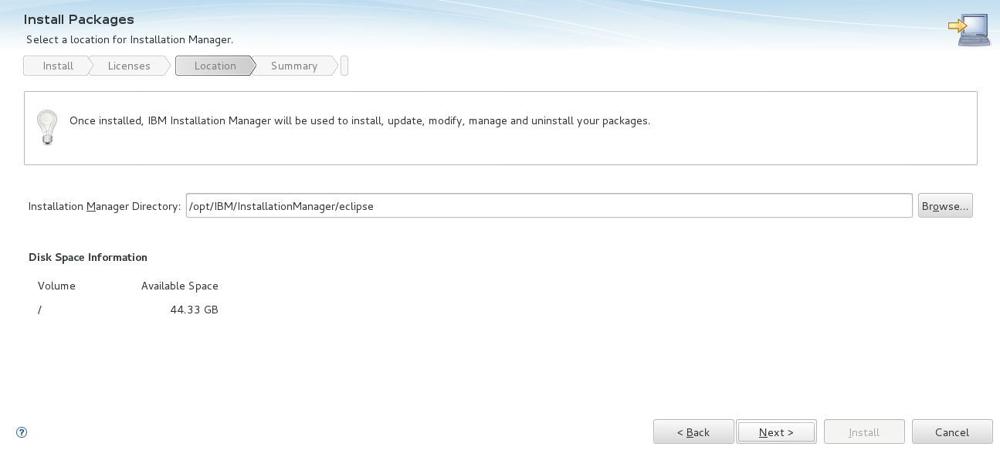 Install Packages
Select a location for Installation Manager.
Install Licenses Location Summary
Once installed, IBM Installation Manager will be used to install, update, modify, manage and uninstall your packages.
Installation Manager Directory: /opt/IBM/InstallationManager/eclipse Browse...
Disk Space Information
Volume Available Space
/ 44.33 GB
? < Back Next > Install Cancel